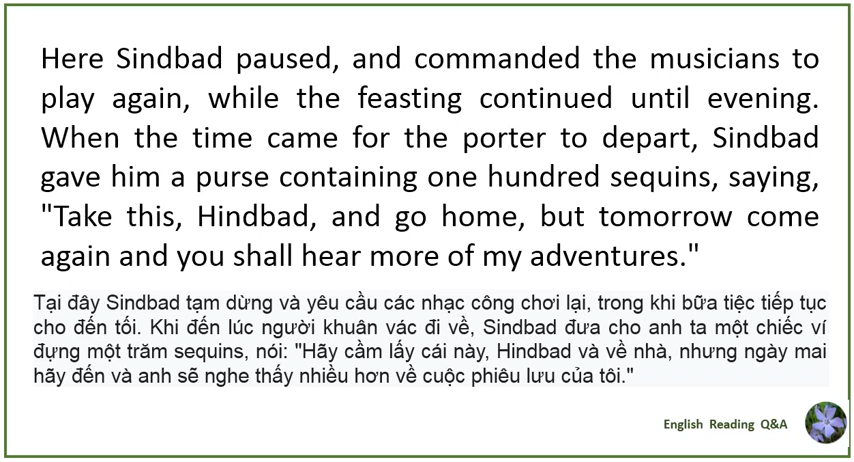 Here Sindbad paused, and commanded the musicians to
play again, while the feasting continued until evening.
When the time came for the porter to depart, Sindbad
gave him a purse containing one hundred sequins, saying,
"Take this, Hindbad, and go home, but tomorrow come
again and you shall hear more of my adventures."
Tại đây Sindbad tạm dừng và yêu cầu các nhạc công chơi lại, trong khi bữa tiệc tiếp tục
cho đến tối. Khi đến lúc người khuân vác đi về, Sindbad đưa cho anh ta một chiếc ví
đựng một trăm sequins, nói: "Hãy cầm lấy cái này, Hindbad và về nhà, nhưng ngày mai
hãy đến và anh sẽ nghe thấy nhiều hơn về cuộc phiêu lưu của tôi."
English Reading Q&A